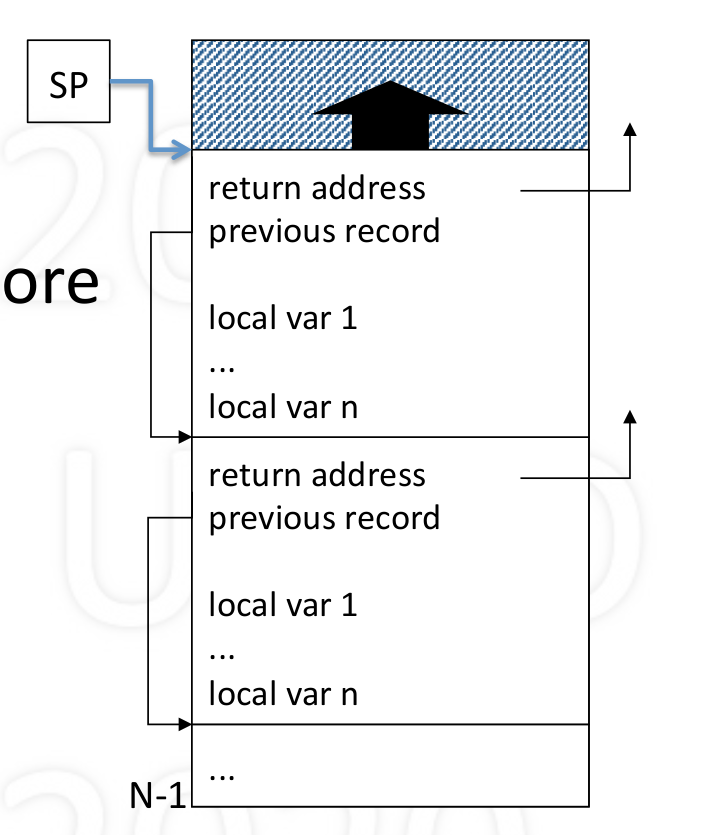 SP
return address
previous record
ore
local var 1
...
local var n
return address
previous record
local var 1
...
local var n
...
N-1